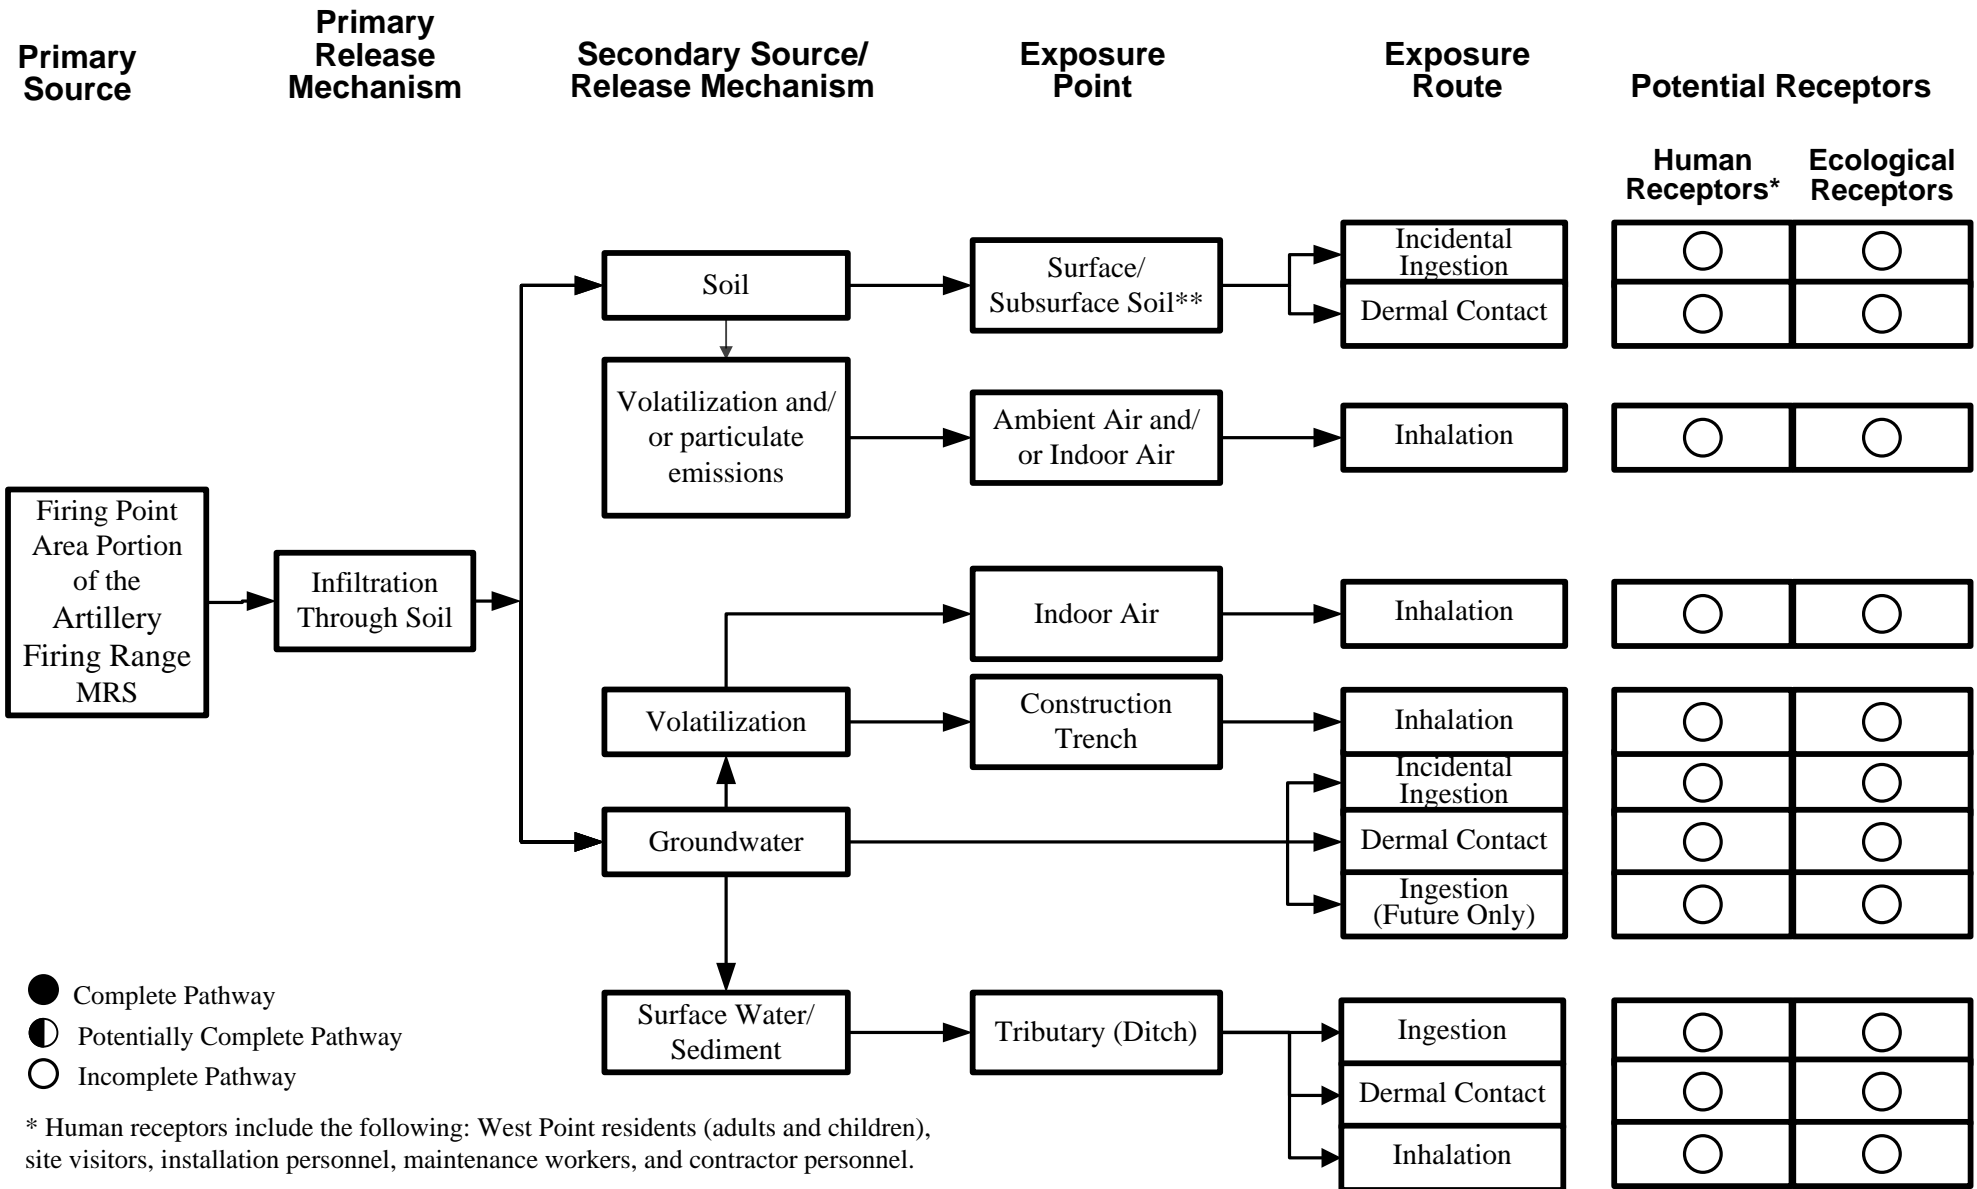 Primary
Source
Primary
Release
Mechanism
Secondary Source/
Release Mechanism
Exposure
Point
Exposure
Route
Potential Receptors
Human
Receptors*
Ecological
Receptors
Soil
Surface/
Subsurface Soil**
Incidental
Ingestion
Dermal Contact
Volatilization and/
or particulate
emissions
Ambient Air and/
or Indoor Air
Inhalation
Firing Point
Area Portion
of the
Artillery
Firing Range
MRS
Infiltration
Through Soil
Indoor Air
Inhalation
Volatilization
Construction
Trench
Inhalation
Incidental
Ingestion
Groundwater
Dermal Contact
Ingestion
(Future Only)
Surface Water/
Sediment
Tributary (Ditch)
Ingestion
Dermal Contact
Inhalation
Complete Pathway
Potentially Complete Pathway
Incomplete Pathway
* Human receptors include the following: West Point residents (adults and children),
site visitors, installation personnel, maintenance workers, and contractor personnel.